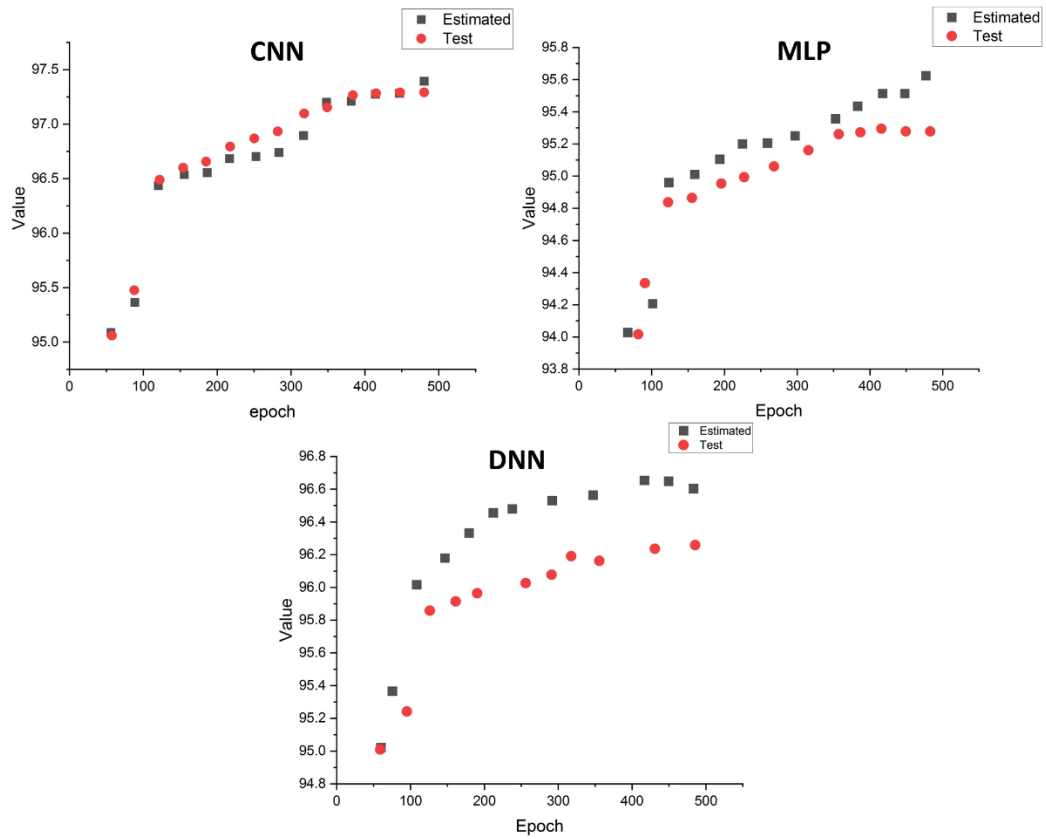 Estimated
Test
CNN
97.5
97.0
96.5
96.0
95.5
95.0
Value
0 100 200 300 400 500
epoch
Estimated
Test
MLP
95.8
95.6
95.4
95.2
95.0
94.8
94.6
94.4
94.2
94.0
93.8
Value
0 100 200 300 400 500
Epoch
Estimated
Test
DNN
96.8
96.6
96.4
96.2
96.0
95.8
95.6
95.4
95.2
95.0
94.8
Value
0 100 200 300 400 500
Epoch